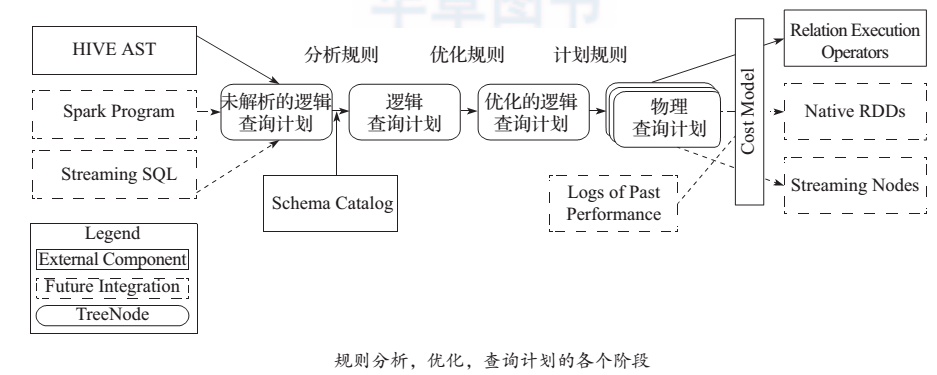 华章图书
HIVE AST
Spark Program
Streaming SQL
分析规则
优化规则
计划规则
未解析的逻辑
查询计划
逻辑
查询计划
优化的逻辑
查询计划
物理
查询计划
Schema Catalog
Logs of Past
Performance
Cost Model
Relation Execution
Operators
Native RDDs
Streaming Nodes
Legend
External Component
Future Integration
TreeNode
规则分析，优化，查询计划的各个阶段